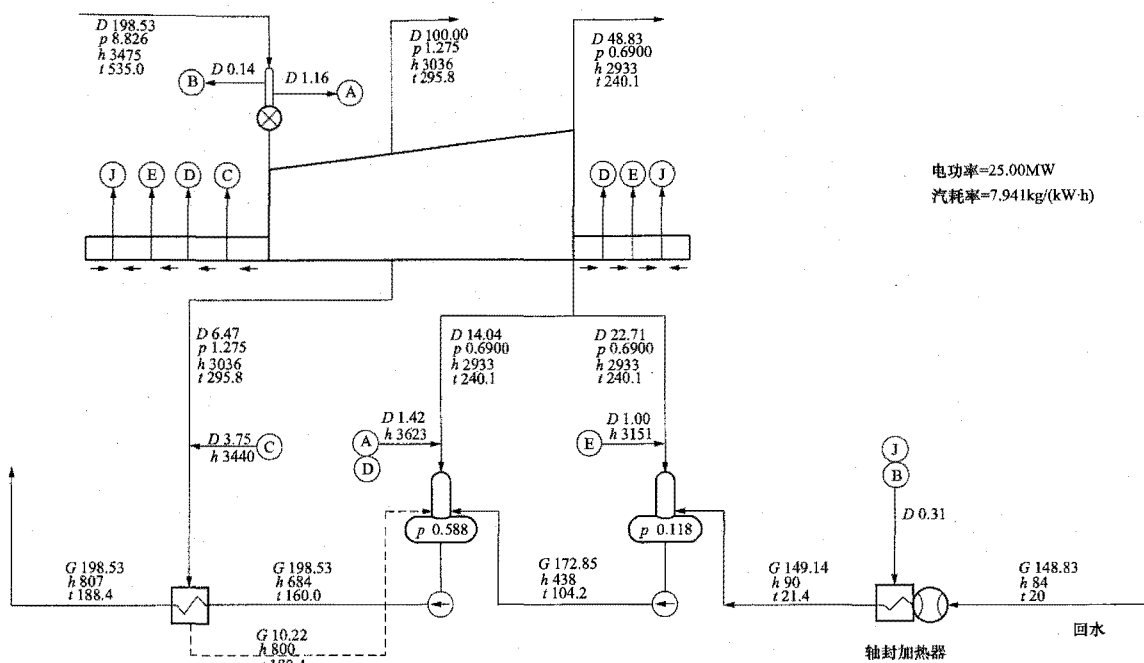 D 198.53
p 8.826
h 3475
t 535.0
D 100.00
p 1.275
h 3036
t 295.8
D 48.83
p 0.6900
h 2933
t 240.1
B
D 0.14
D 1.16
A
J
E
D
C
D
E
J
电功率=25.00MW
汽耗率=7.941kg/(kW·h)
D 6.47
p 1.275
h 3036
t 295.8
D 14.04
p 0.6900
h 2933
t 240.1
D 22.71
p 0.6900
h 2933
t 240.1
D 3.75
h 3440
C
A
D
D 1.42
h 3623
E
D 1.00
h 3151
J
B
D 0.31
p 0.588
p 0.118
G 198.53
h 807
t 188.4
G 198.53
h 684
t 160.0
G 172.85
h 438
t 104.2
G 149.14
h 90
t 21.4
G 148.83
h 84
t 20
回水
轴封加热器
G 10.22
h 800